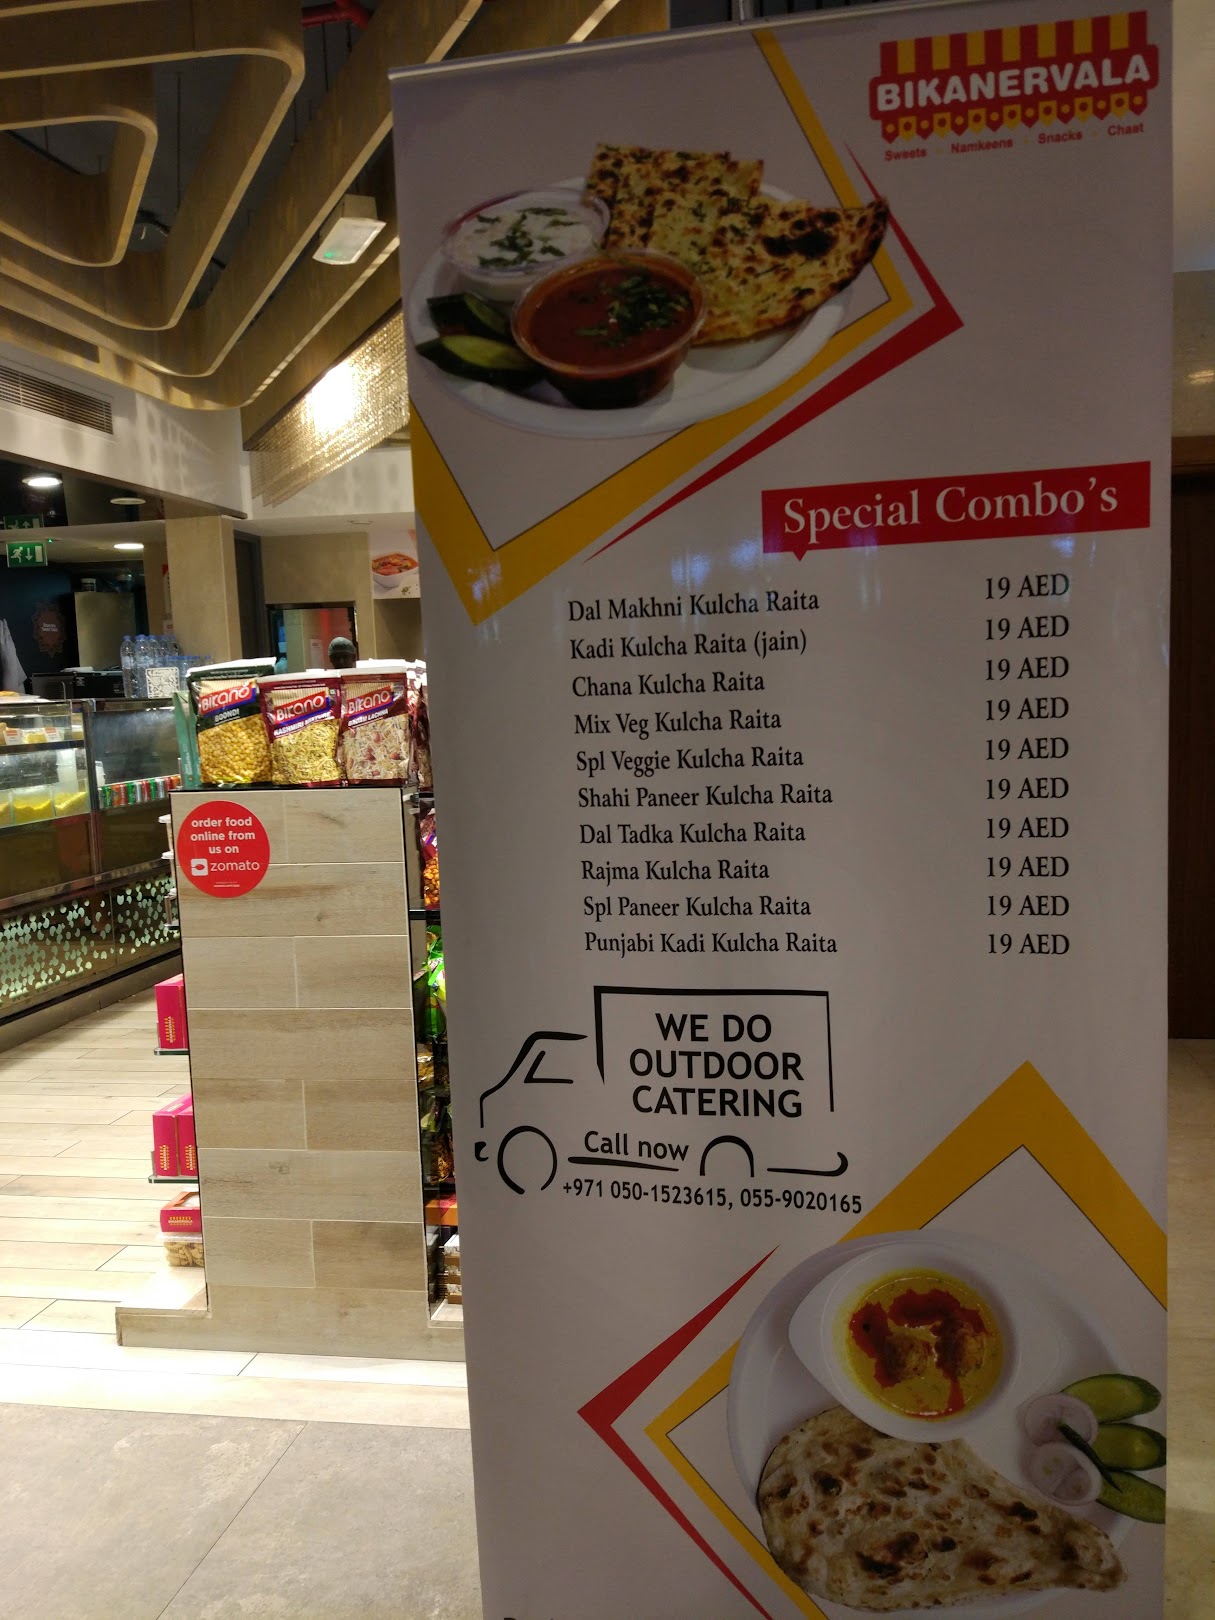 BIKANERVALA
Sweets Namkeens Snacks Chaat
Special Combo's
Dal Makhni Kulcha Raita 19 AED
Kadi Kulcha Raita (jain) 19 AED
Chana Kulcha Raita 19 AED
Mix Veg Kulcha Raita 19 AED
Spl Veggie Kulcha Raita 19 AED
Shahi Paneer Kulcha Raita 19 AED
Dal Tadka Kulcha Raita 19 AED
Rajma Kulcha Raita 19 AED
Spl Paneer Kulcha Raita 19 AED
Punjabi Kadi Kulcha Raita 19 AED
WE DO
OUTDOOR
CATERING
Call now
+971 050-1523615, 055-9020165
BIKANO
BOONDI
BIKANO
KASHMIRI MIXTURE
BIKANO
order food
online from
us on
zomato